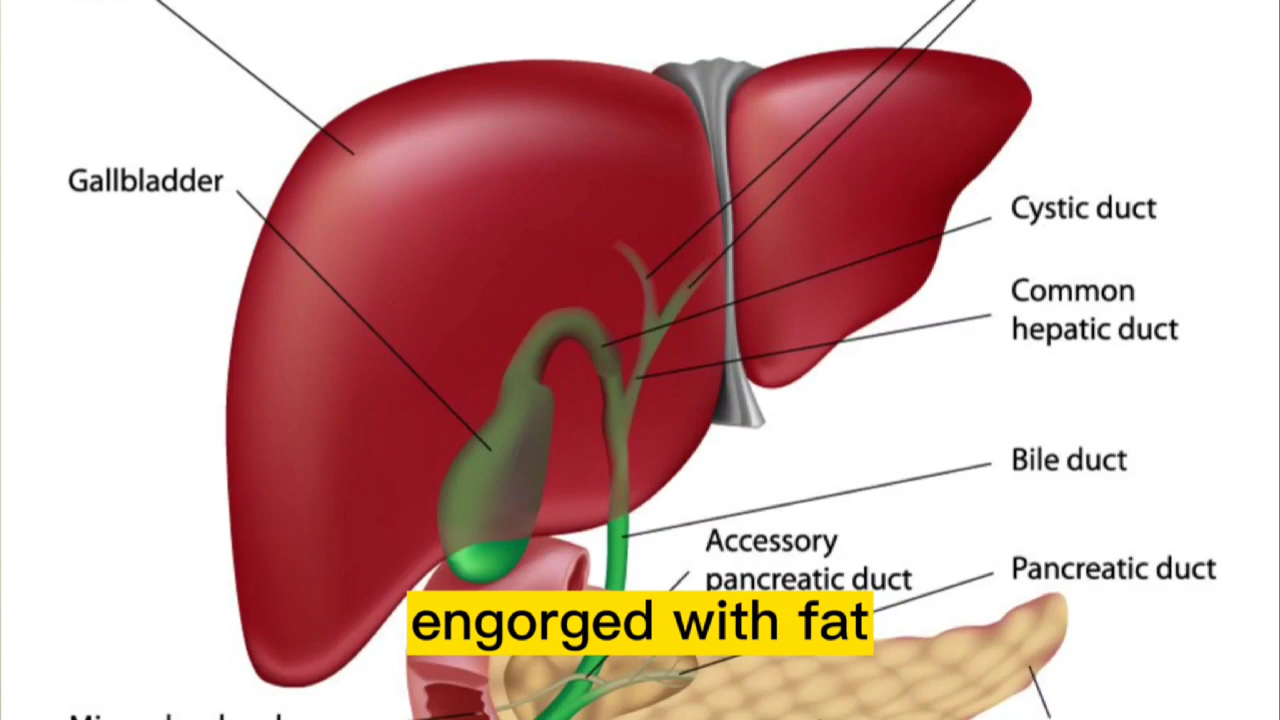 Gallbladder
Cystic duct
Common
hepatic duct
Bile duct
Accessory
pancreatic duct
Pancreatic duct
engorged with fat